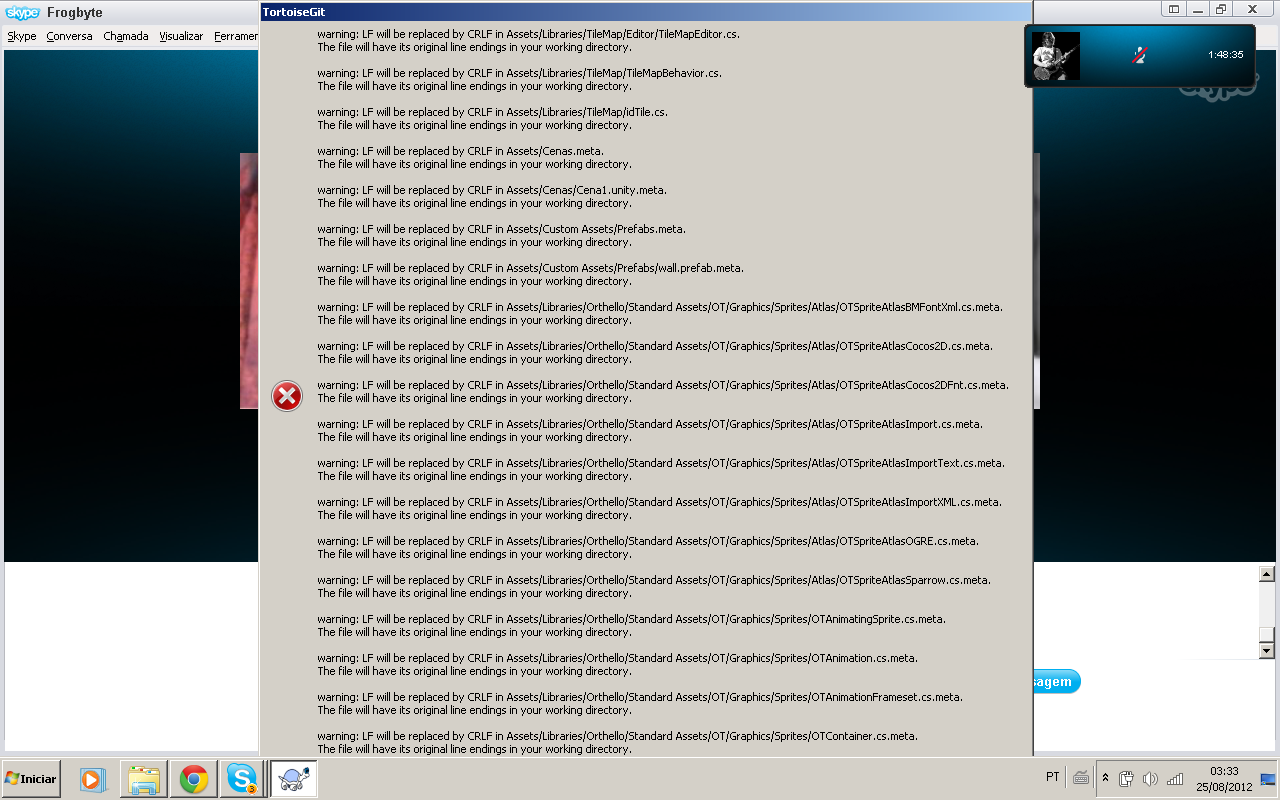 skype Frogbyte
Skype Conversa Chamada Visualizar Ferramer
TortoiseGit
1:48:35
warning: LF will be replaced by CRLF in Assets/Libraries/TileMap/Editor/TileMapEditor.cs.
The file will have its original line endings in your working directory.
warning: LF will be replaced by CRLF in Assets/Libraries/TileMap/TileMapBehavior.cs.
The file will have its original line endings in your working directory.
warning: LF will be replaced by CRLF in Assets/Libraries/TileMap/idTile.cs.
The file will have its original line endings in your working directory.
warning: LF will be replaced by CRLF in Assets/Cenas.meta.
The file will have its original line endings in your working directory.
warning: LF will be replaced by CRLF in Assets/Cenas/Cena1.unity.meta.
The file will have its original line endings in your working directory.
warning: LF will be replaced by CRLF in Assets/Custom Assets/Prefabs.meta.
The file will have its original line endings in your working directory.
warning: LF will be replaced by CRLF in Assets/Custom Assets/Prefabs/wall.prefab.meta.
The file will have its original line endings in your working directory.
warning: LF will be replaced by CRLF in Assets/Libraries/Orthello/Standard Assets/OT/Graphics/Sprites/Atlas/OTSpriteAtlasBMFontXml.cs.meta.
The file will have its original line endings in your working directory.
warning: LF will be replaced by CRLF in Assets/Libraries/Orthello/Standard Assets/OT/Graphics/Sprites/Atlas/OTSpriteAtlasCocos2D.cs.meta.
The file will have its original line endings in your working directory.
warning: LF will be replaced by CRLF in Assets/Libraries/Orthello/Standard Assets/OT/Graphics/Sprites/Atlas/OTSpriteAtlasCocos2DFnt.cs.meta.
The file will have its original line endings in your working directory.
warning: LF will be replaced by CRLF in Assets/Libraries/Orthello/Standard Assets/OT/Graphics/Sprites/Atlas/OTSpriteAtlasImport.cs.meta.
The file will have its original line endings in your working directory.
warning: LF will be replaced by CRLF in Assets/Libraries/Orthello/Standard Assets/OT/Graphics/Sprites/Atlas/OTSpriteAtlasImportText.cs.meta.
The file will have its original line endings in your working directory.
warning: LF will be replaced by CRLF in Assets/Libraries/Orthello/Standard Assets/OT/Graphics/Sprites/Atlas/OTSpriteAtlasImportXML.cs.meta.
The file will have its original line endings in your working directory.
warning: LF will be replaced by CRLF in Assets/Libraries/Orthello/Standard Assets/OT/Graphics/Sprites/Atlas/OTSpriteAtlasOGRE.cs.meta.
The file will have its original line endings in your working directory.
warning: LF will be replaced by CRLF in Assets/Libraries/Orthello/Standard Assets/OT/Graphics/Sprites/Atlas/OTSpriteAtlasSparrow.cs.meta.
The file will have its original line endings in your working directory.
warning: LF will be replaced by CRLF in Assets/Libraries/Orthello/Standard Assets/OT/Graphics/Sprites/OTAnimatingSprite.cs.meta.
The file will have its original line endings in your working directory.
warning: LF will be replaced by CRLF in Assets/Libraries/Orthello/Standard Assets/OT/Graphics/Sprites/OTAnimation.cs.meta.
The file will have its original line endings in your working directory.
warning: LF will be replaced by CRLF in Assets/Libraries/Orthello/Standard Assets/OT/Graphics/Sprites/OTAnimationFrameset.cs.meta.
The file will have its original line endings in your working directory.
warning: LF will be replaced by CRLF in Assets/Libraries/Orthello/Standard Assets/OT/Graphics/Sprites/OTContainer.cs.meta.
The file will have its original line endings in your working directory.
sagem
Iniciar
3
PT
03:33
25/08/2012